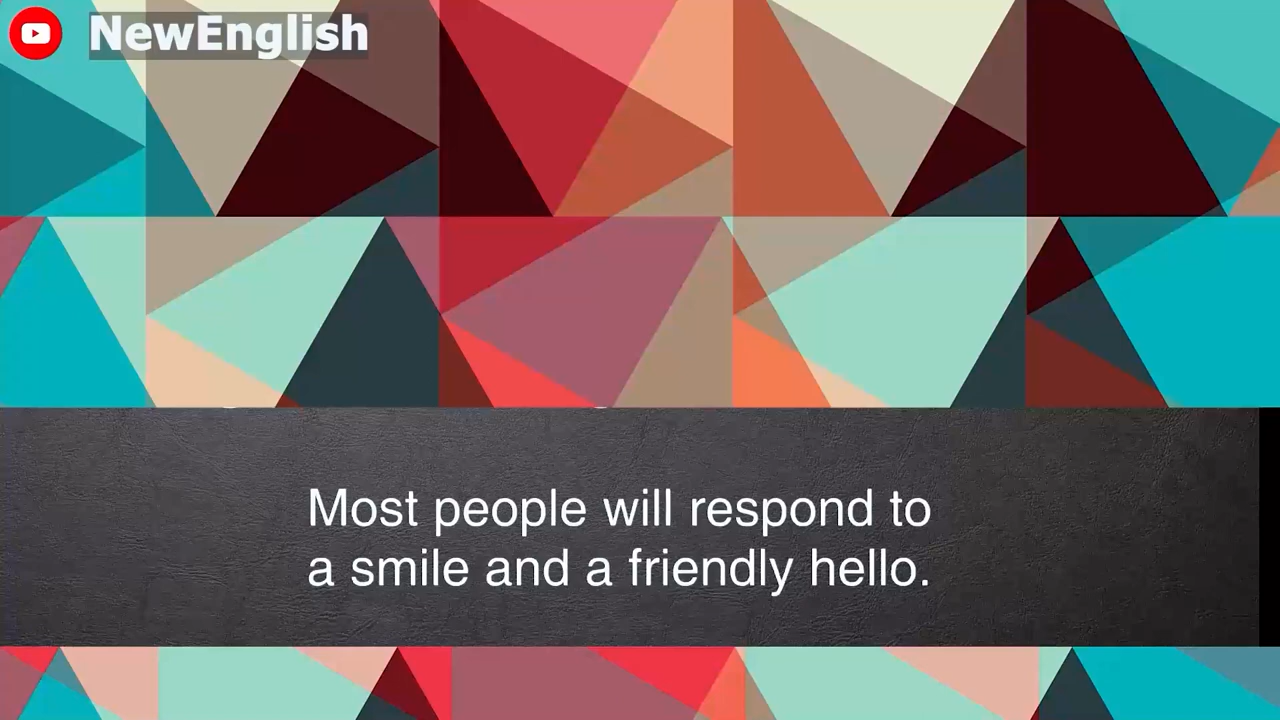 NewEnglish
Most people will respond to
a smile and a friendly hello.